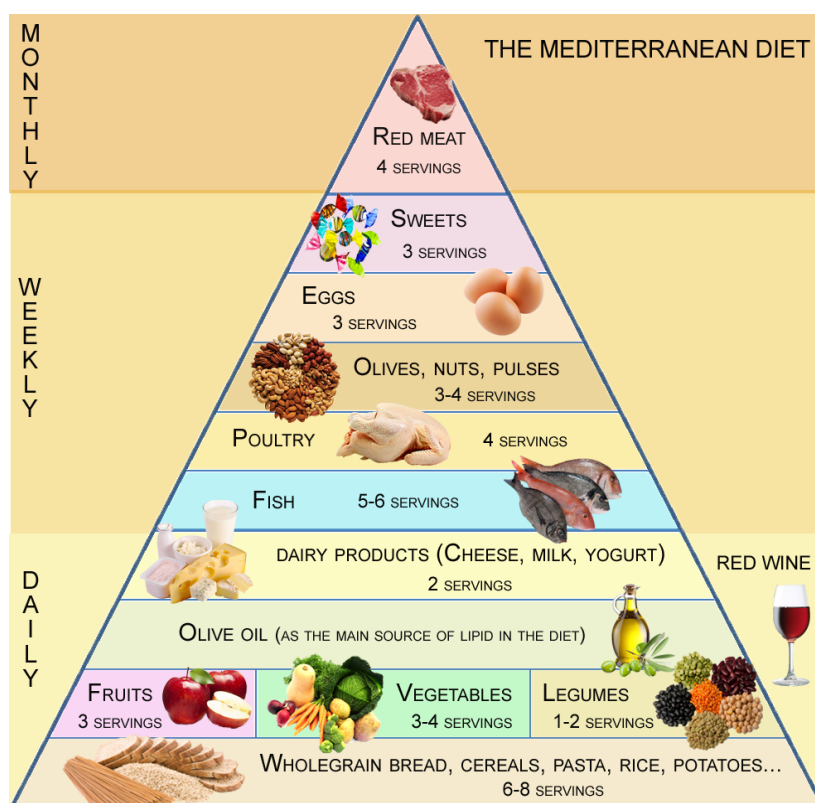 THE MEDITERRANEAN DIET
MONTHLY
RED MEAT
4 SERVINGS
WEEKLY
SWEETS
3 SERVINGS
EGGS
3 SERVINGS
OLIVES, NUTS, PULSES
3-4 SERVINGS
POULTRY 4 SERVINGS
FISH 5-6 SERVINGS
DAILY
DAIRY PRODUCTS (CHEESE, MILK, YOGURT)
2 SERVINGS
RED WINE
OLIVE OIL (AS THE MAIN SOURCE OF LIPID IN THE DIET)
FRUITS
3 SERVINGS
VEGETABLES
3-4 SERVINGS
LEGUMES
1-2 SERVINGS
WHOLEGRAIN BREAD, CEREALS, PASTA, RICE, POTATOES...
6-8 SERVINGS